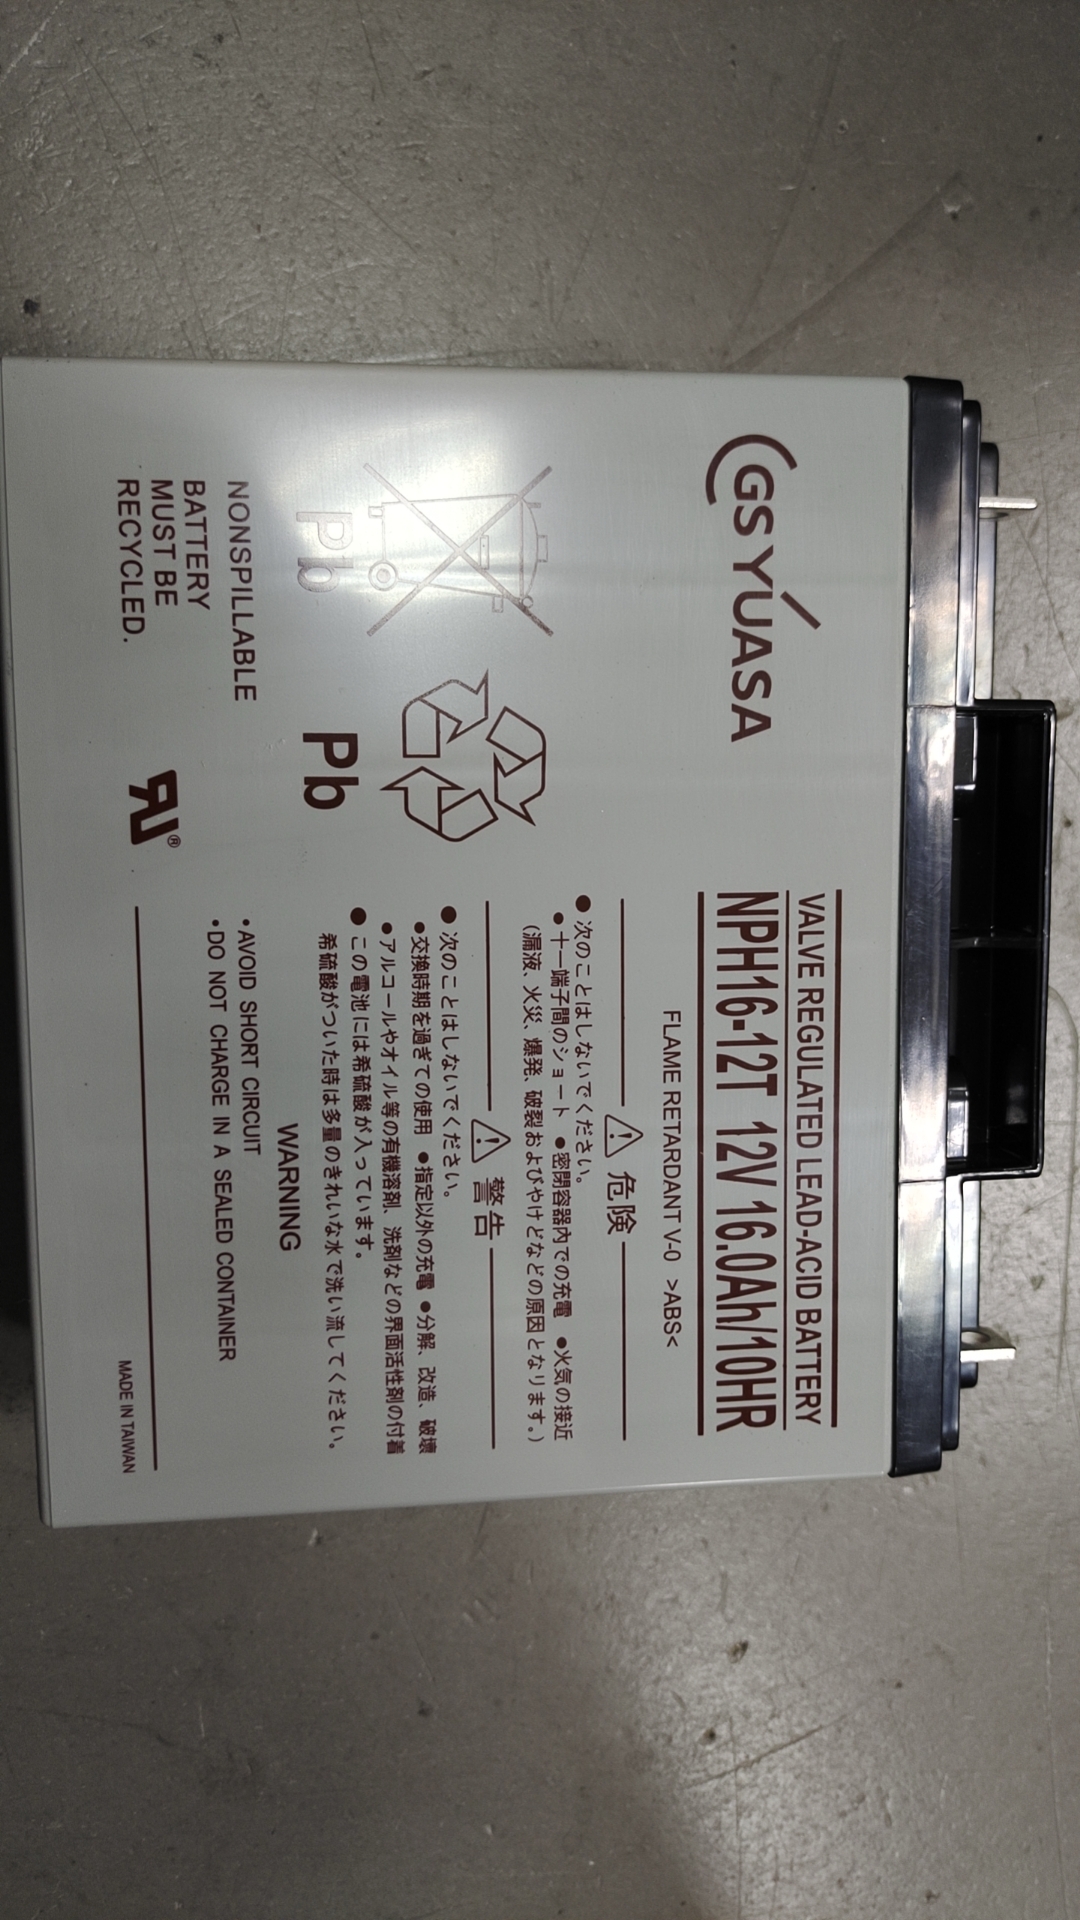 GS YUASA
VALVE REGULATED LEAD-ACID BATTERY
NPH16-12T 12V 16.0Ah/10HR
FLAME RETARDANT V-0 >ABS<
危険
●次のことはしないでください。
●十一端子間のショート ●密閉容器内での充電 ●火気の接近
(漏液、火災、爆発、破裂およびやけどなどの原因となります。)
警告
●次のことはしないでください。
●交換時期を過ぎての使用 ●指定以外の充電 ●分解、改造、破壊
●アルコールやオイル等の有機溶剤、洗剤などの界面活性剤の付着
●この電池には希硫酸が入っています。
希硫酸がついた時は多量のきれいな水で洗い流してください。
WARNING
・AVOID SHORT CIRCUIT
・DO NOT CHARGE IN A SEALED CONTAINER
MADE IN TAIWAN
Pb
Pb
NONSPILLABLE
BATTERY
MUST BE
RECYCLED.
RU®